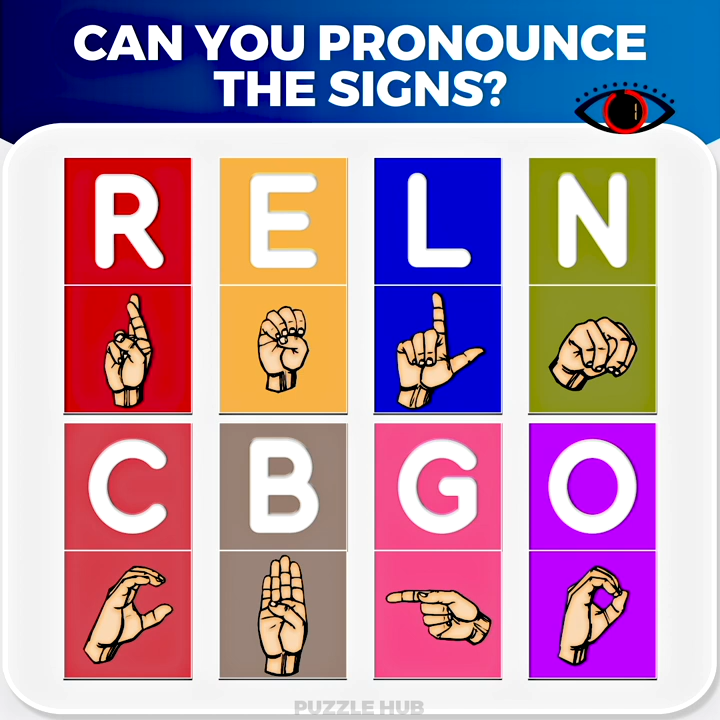 CAN YOU PRONOUNCE
THE SIGNS?
R E L N
C B G O
PUZZLE HUB